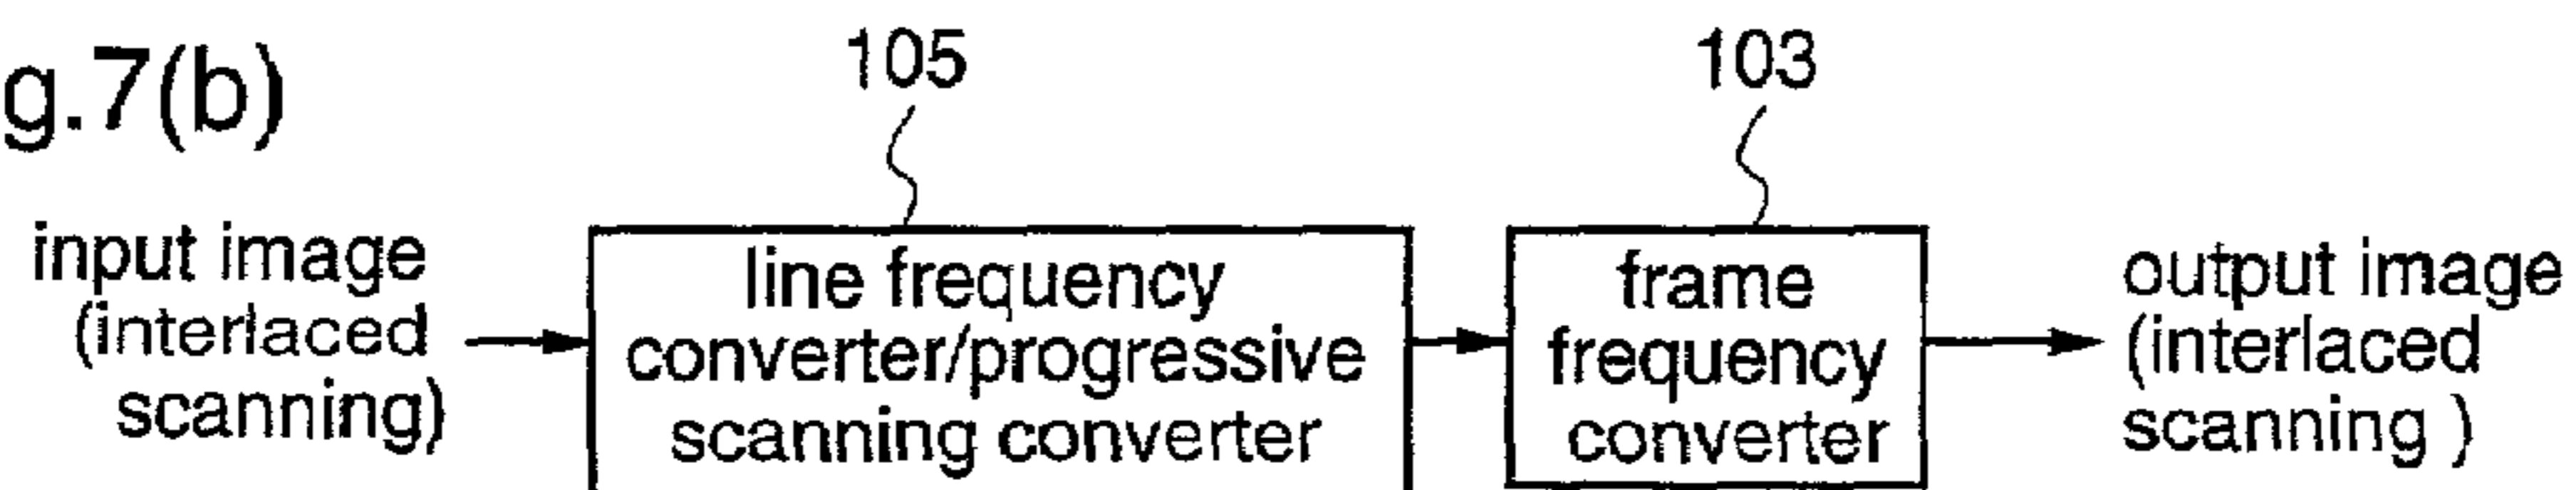 g.7(b)
105
103
input image
(interlaced
scanning)
line frequency
converter/progressive
scanning converter
frame
frequency
converter
output image
(interlaced
scanning )